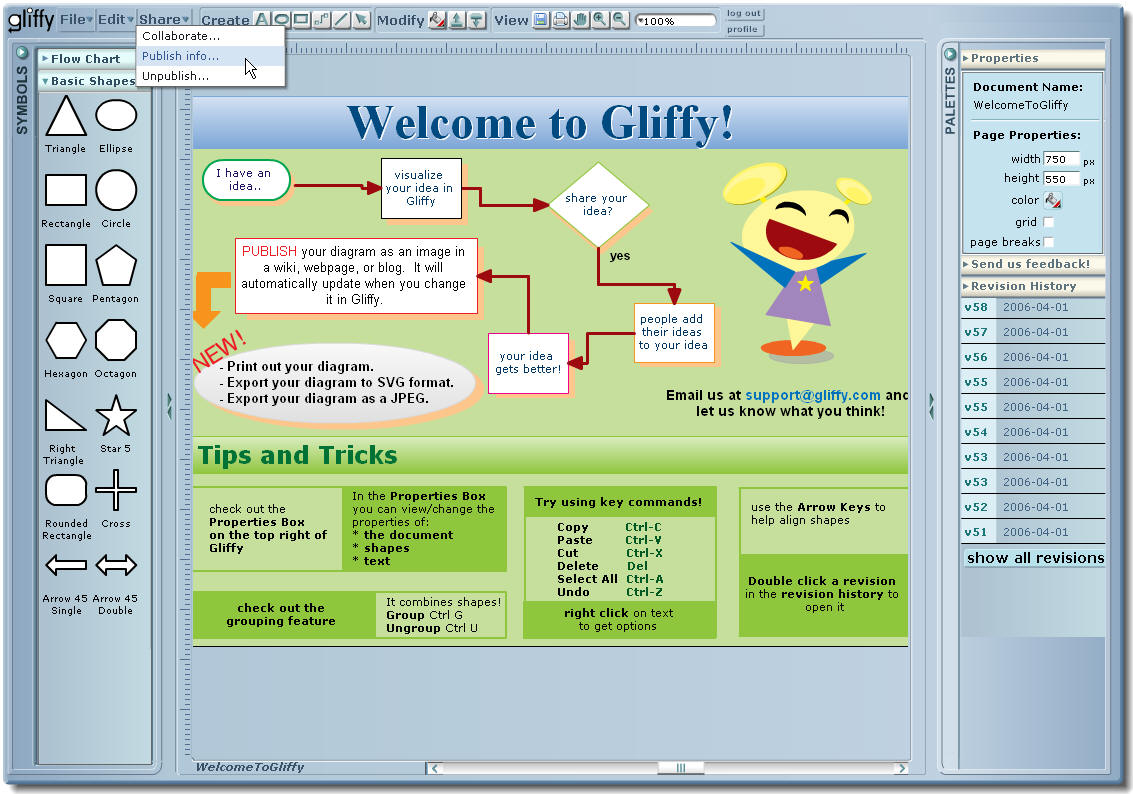 gliffy File Edit Share Create A Modify View *100% log out
profile
Collaborate...
Publish info...
Unpublish...
SYMBOLS
Flow Chart
Basic Shapes
Triangle Ellipse
Rectangle Circle
Square Pentagon
Hexagon Octagon
Right Triangle Star 5
Rounded Rectangle Cross
Arrow 45 Single Arrow 45 Double
Welcome to Gliffy!
I have an
idea..
visualize
your idea in
Gliffy
share your
idea?
yes
PUBLISH your diagram as an image in
a wiki, webpage, or blog. It will
automatically update when you change
it in Gliffy.
people add
their ideas
to your idea
your idea
gets better!
NEW!
- Print out your diagram.
- Export your diagram to SVG format.
- Export your diagram as a JPEG.
Email us at support@gliffy.com and
let us know what you think!
Tips and Tricks
check out the
Properties Box
on the top right of
Gliffy
In the Properties Box
you can view/change the
properties of:
* the document
* shapes
* text
check out the
grouping feature
It combines shapes!
Group Ctrl G
Ungroup Ctrl U
Try using key commands!
Copy Ctrl-C
Paste Ctrl-V
Cut Ctrl-X
Delete Del
Select All Ctrl-A
Undo Ctrl-Z
right click on text
to get options
use the Arrow Keys to
help align shapes
Double click a revision
in the revision history to
open it
WelcomeToGliffy
PALETTES
Properties
Document Name:
WelcomeToGliffy
Page Properties:
width 750 px
height 550 px
color
grid
page breaks
Send us feedback!
Revision History
v58 2006-04-01
v57 2006-04-01
v56 2006-04-01
v55 2006-04-01
v55 2006-04-01
v54 2006-04-01
v53 2006-04-01
v53 2006-04-01
v52 2006-04-01
v51 2006-04-01
show all revisions